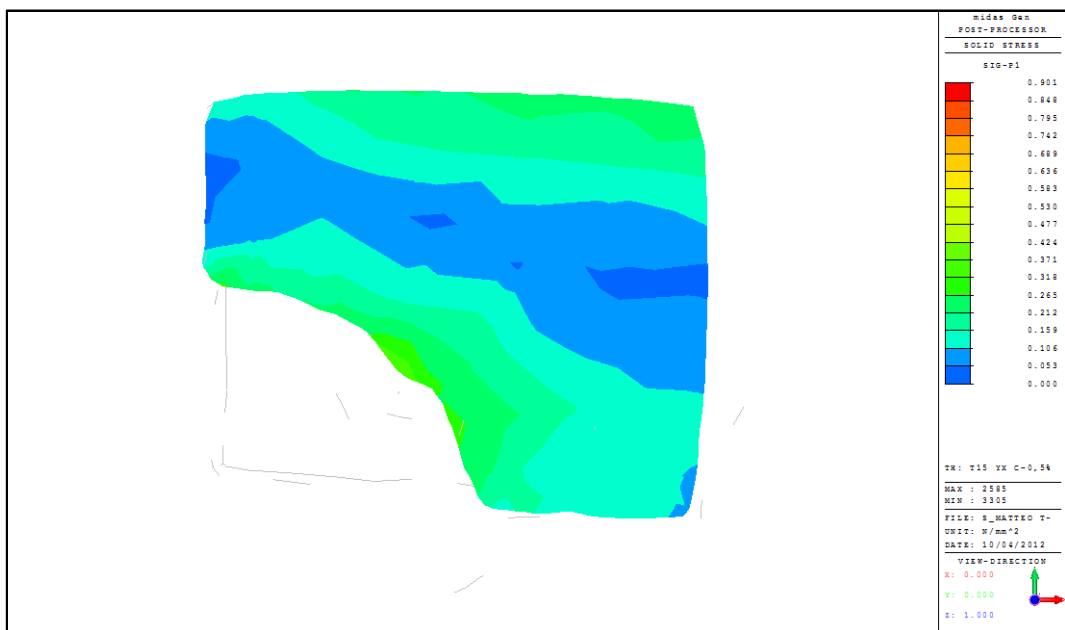 midas Gen
POST-PROCESSOR
SOLID STRESS
SIG-P1
0.901
0.848
0.795
0.742
0.689
0.636
0.583
0.530
0.477
0.424
0.371
0.318
0.265
0.212
0.159
0.106
0.053
0.000
TH: T15 YX C-0,5%
MAX : 2585
MIN : 3305
FILE: S_MATTEO T-
UNIT: N/mm^2
DATE: 10/04/2012
VIEW-DIRECTION
X: 0.000
Y: 0.000
Z: 1.000